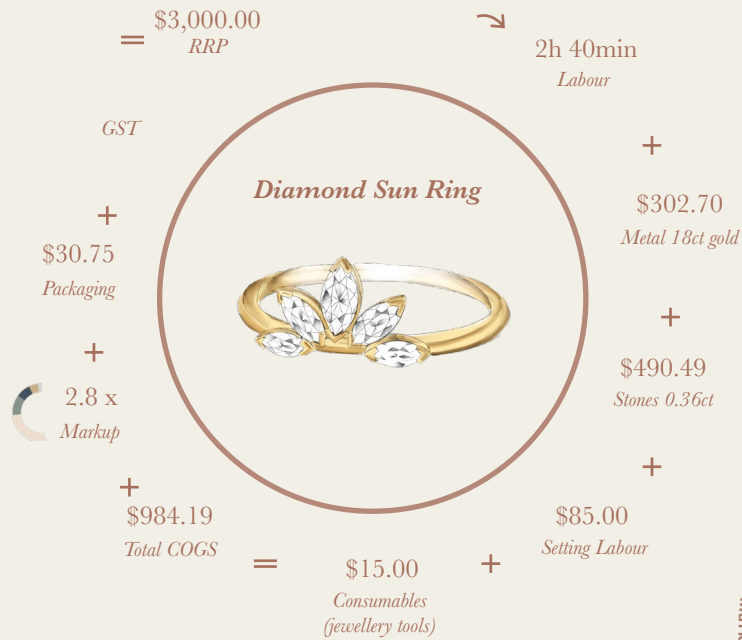 $3,000.00
RRP
=
2h 40min
Labour
GST
+
Diamond Sun Ring
$302.70
Metal 18ct gold
+
$30.75
Packaging
+
$490.49
Stones 0.36ct
+
2.8 x
Markup
+
+
$984.19
Total COGS
$85.00
Setting Labour
=
$15.00
+
Consumables
(jewellery tools)